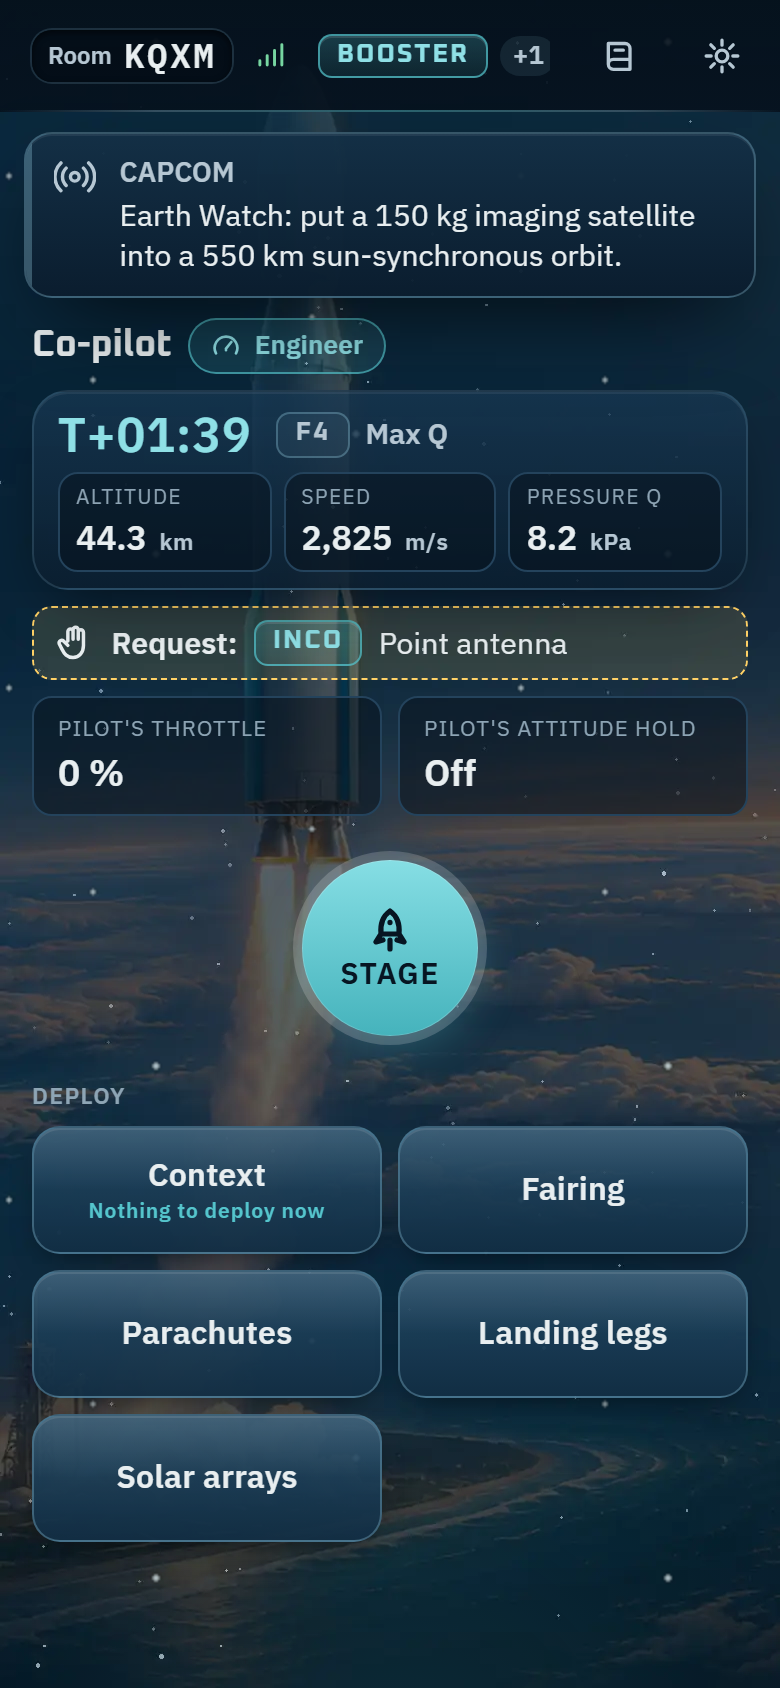 Room KQXM BOOSTER +1
CAPCOM
Earth Watch: put a 150 kg imaging satellite
into a 550 km sun-synchronous orbit.
Co-pilot Engineer
T+01:39 F4 Max Q
ALTITUDE SPEED PRESSURE Q
44.3 km 2,825 m/s 8.2 kPa
Request: INCO Point antenna
PILOT'S THROTTLE PILOT'S ATTITUDE HOLD
0 % Off
STAGE
DEPLOY
Context
Nothing to deploy now
Fairing
Parachutes Landing legs
Solar arrays